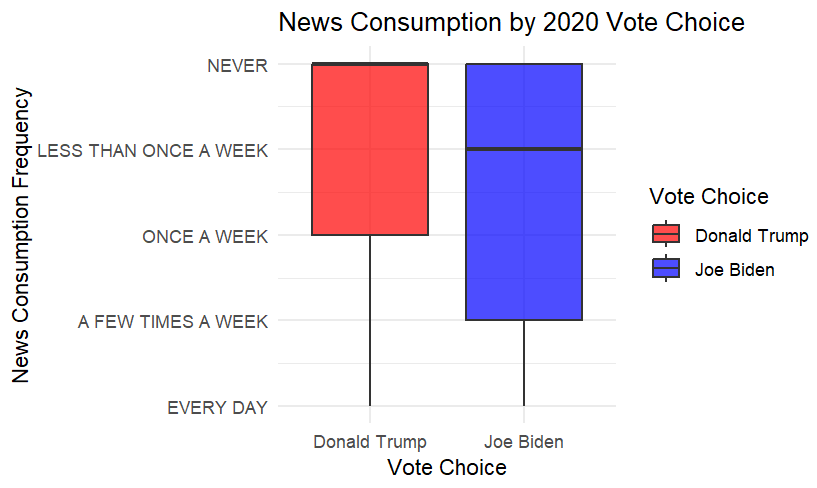 News Consumption by 2020 Vote Choice
News Consumption Frequency
NEVER
LESS THAN ONCE A WEEK
ONCE A WEEK
A FEW TIMES A WEEK
EVERY DAY
Donald Trump
Joe Biden
Vote Choice
Vote Choice
Donald Trump
Joe Biden